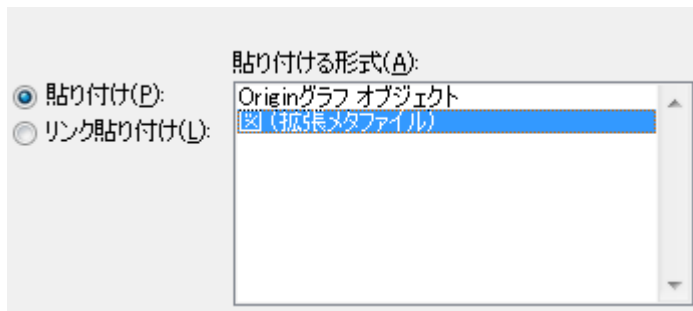 貼り付ける形式(A):
貼り付け(P):
Originグラフ オブジェクト
図 (拡張メタファイル)
リンク貼り付け(L):